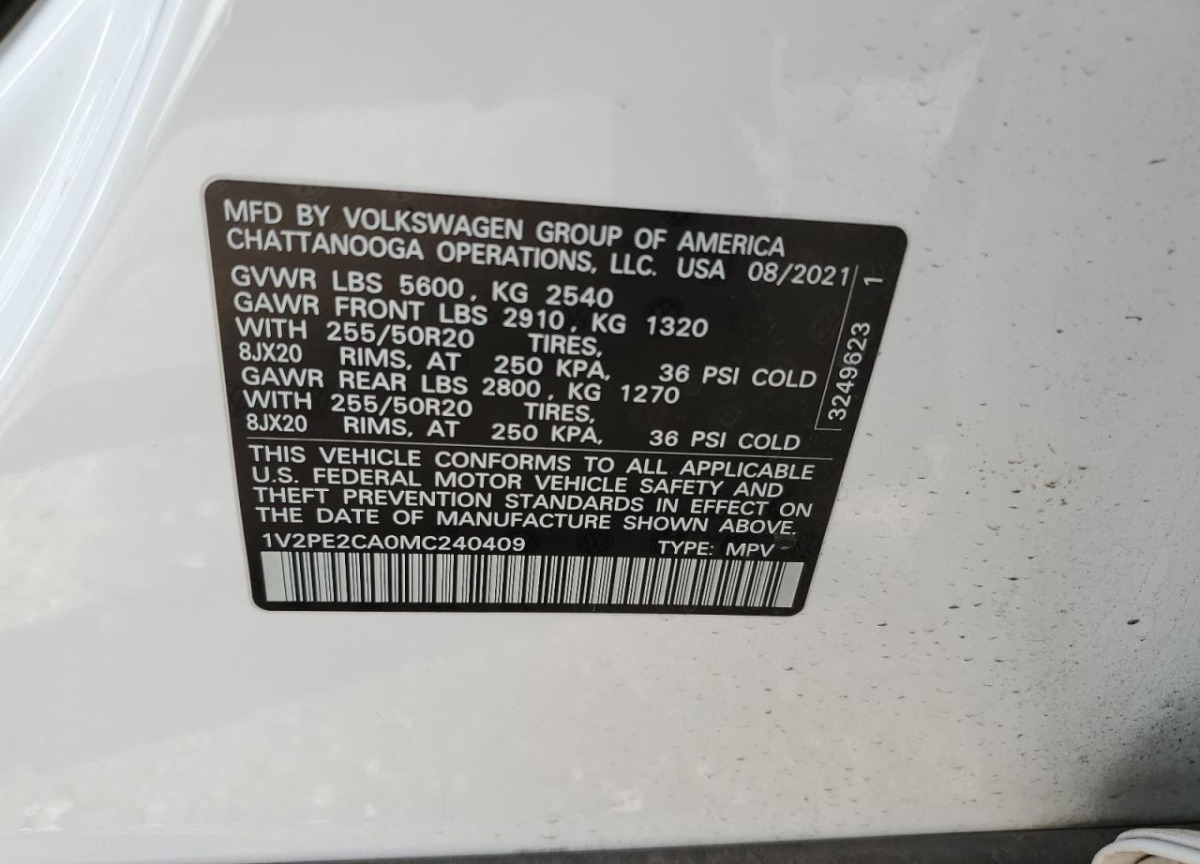 MFD BY VOLKSWAGEN GROUP OF AMERICA
CHATTANOOGA OPERATIONS, LLC. USA 08/2021
GVWR LBS 5600, KG 2540
GAWR FRONT LBS 2910, KG 1320
WITH 255/50R20 TIRES,
8JX20 RIMS, AT 250 KPA, 36 PSI COLD
GAWR REAR LBS 2800, KG 1270
WITH 255/50R20 TIRES,
8JX20 RIMS, AT 250 KPA, 36 PSI COLD
3249623 1
THIS VEHICLE CONFORMS TO ALL APPLICABLE
U.S. FEDERAL MOTOR VEHICLE SAFETY AND
THEFT PREVENTION STANDARDS IN EFFECT ON
THE DATE OF MANUFACTURE SHOWN ABOVE.
1V2PE2CA0MC240409 TYPE: MPV